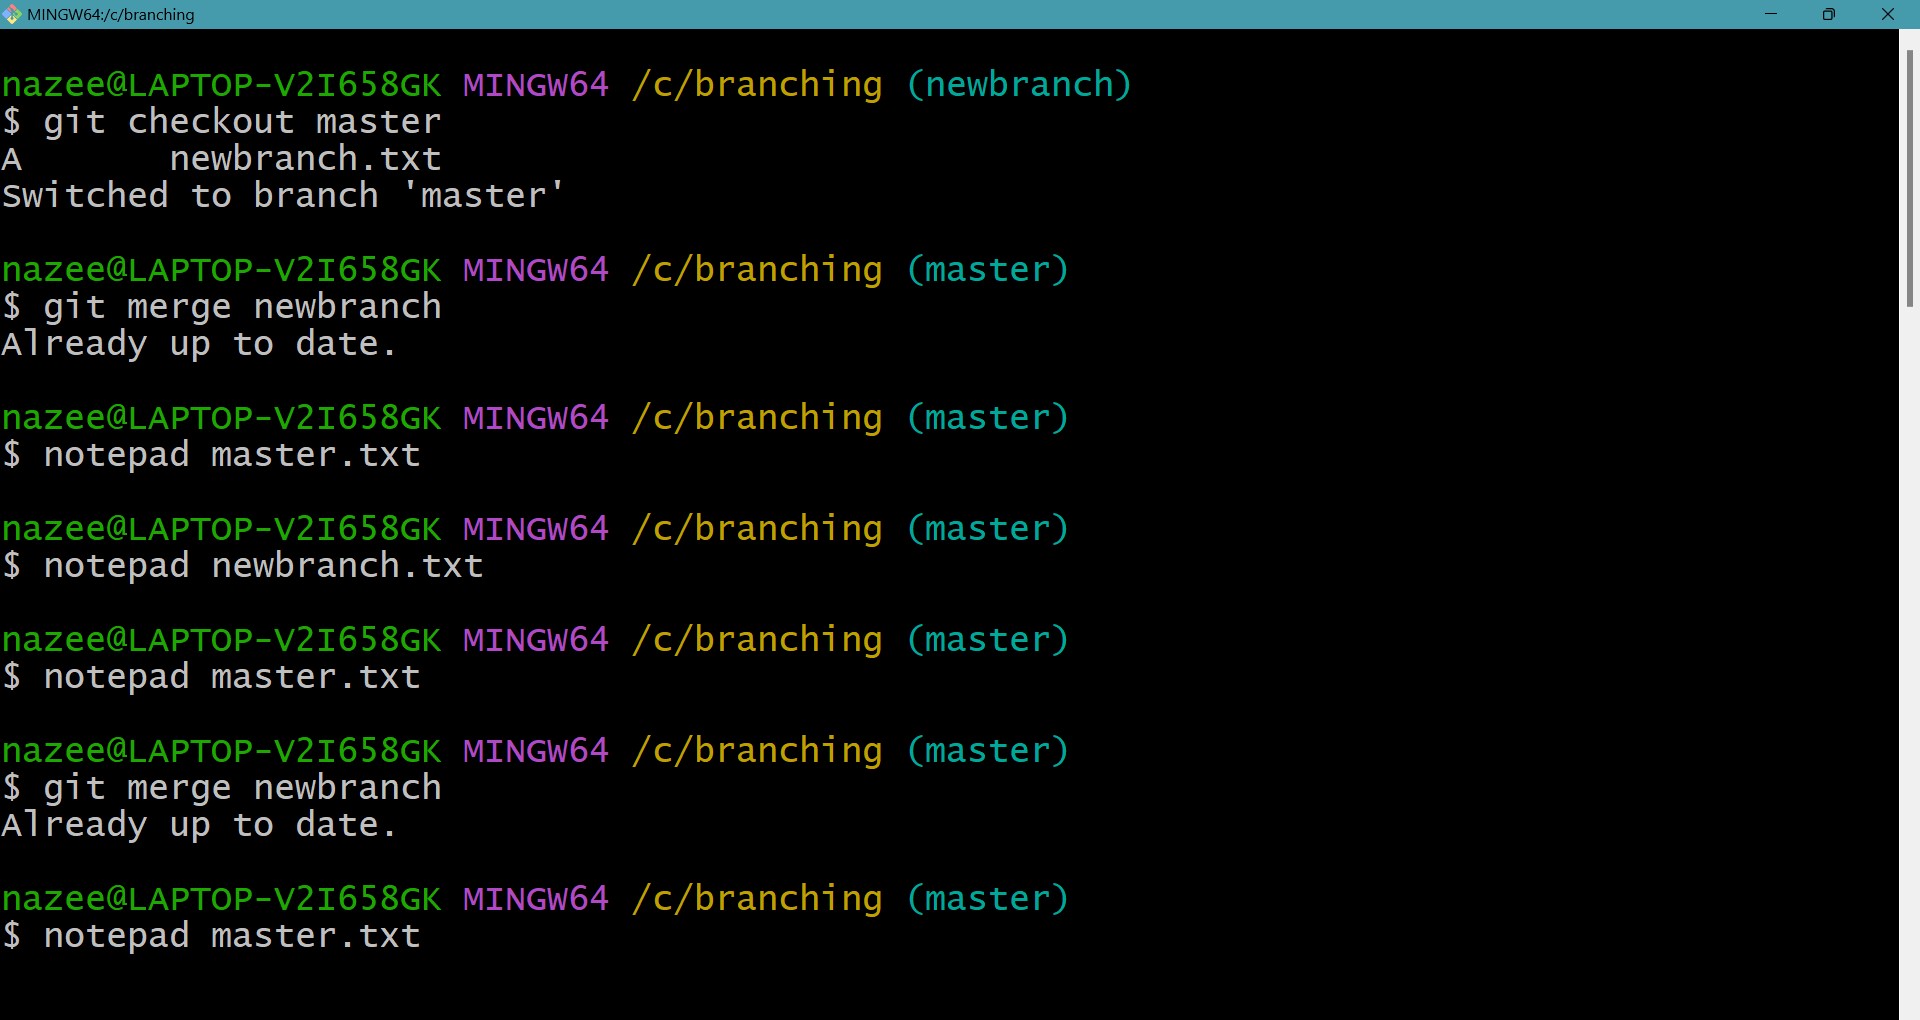 MINGW64:/c/branching
nazee@LAPTOP-V2I658GK MINGW64 /c/branching (newbranch)
$ git checkout master
A       newbranch.txt
Switched to branch 'master'
nazee@LAPTOP-V2I658GK MINGW64 /c/branching (master)
$ git merge newbranch
Already up to date.
nazee@LAPTOP-V2I658GK MINGW64 /c/branching (master)
$ notepad master.txt
nazee@LAPTOP-V2I658GK MINGW64 /c/branching (master)
$ notepad newbranch.txt
nazee@LAPTOP-V2I658GK MINGW64 /c/branching (master)
$ notepad master.txt
nazee@LAPTOP-V2I658GK MINGW64 /c/branching (master)
$ git merge newbranch
Already up to date.
nazee@LAPTOP-V2I658GK MINGW64 /c/branching (master)
$ notepad master.txt